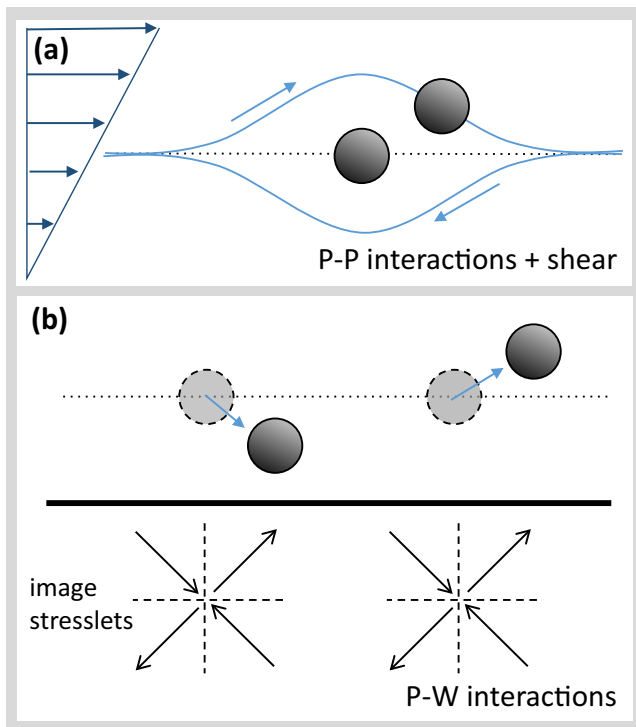 (a)
P-P interactions + shear
(b)
image
stresslets
P-W interactions